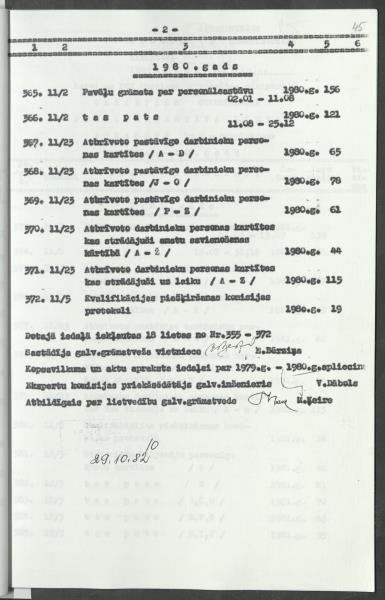 - 2 -
45
1 2 3 4 5 6
1980.gads
365. 11/2 Pavēļu grāmata par personālsastāvu 1980.g. 156
02.01 - 11.08
366. 11/2 tas pats 1980.g. 121
11.08 - 25.12
367. 11/23 Atbrīvoto pastāvīgo darbinieku perso-
nas kartītes / A - D / 1980.g. 65
368. 11/23 Atbrīvoto pastāvīgo darbinieku perso-
nas kartītes /J - O / 1980.g. 78
369. 11/23 Atbrīvoto pastāvīgo darbinieku perso-
nas kartītes / P - Z / 1980.g. 61
370. 11/23 Atbrīvoto darbinieku personas kartītes
kas strādājuši amatu savienošanas
kārtībā / A - Z / 1980.g. 44
371. 11/23 Atbrīvoto darbinieku personas kartītes
kas strādājuši uz laiku / A - Z / 1980.g. 115
372. 11/5 Kvalifikācijas piešķiršanas komisijas
protokoli 1980.g. 19
Dotajā iedaļā iekļautas 18 lietas no Nr.355 - 372
Sastādīja galv.grāmatveža vietniece M.Bērziņa
Kopsavilkuma un aktu apraksts iedaļai par 1979.g. - 1980.g.apliecinu
Ekspertu komisijas priekšsēdētājs galv.inženieris V.Dābols
Atbildīgais par lietvedību galv.grāmatvede M.Ķeire
29.10.82